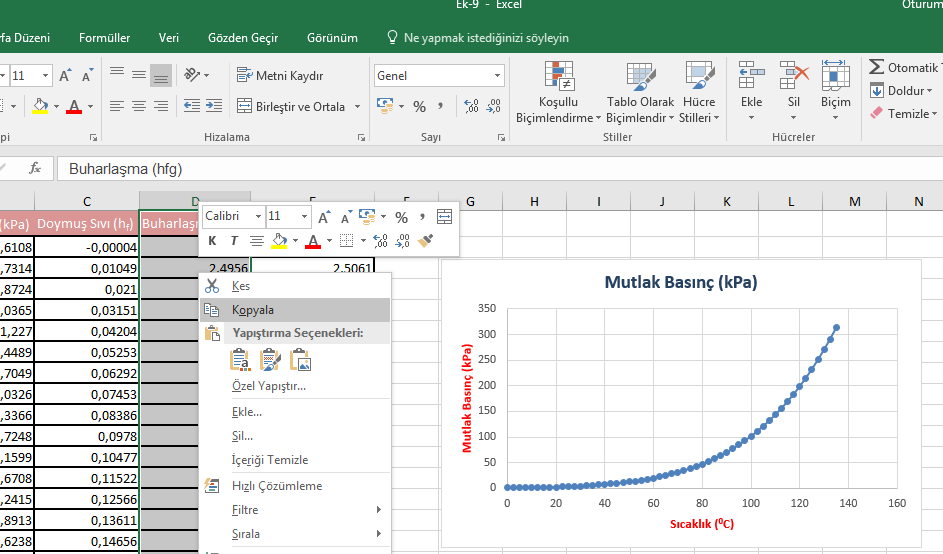 Ek-9 - Excel
Oturum
fa Düzeni
Formüller
Veri
Gözden Geçir
Görünüm
Ne yapmak istediğinizi söyleyin
11
A
A
Metni Kaydır
Genel
Koşullu
Biçimlendirme
Tablo Olarak
Biçimlendir
Hücre
Stilleri
Ekle
Sil
Biçim
Otomatik T
Doldur
Temizle
A
Birleştir ve Ortala
%
,00
,00
pi
Hizalama
Sayı
Stiller
Hücreler
fx
Buharlaşma (hfg)
C
D
E
F
G
H
I
J
K
L
M
N
(kPa)
Doymuş Sıvı (hf)
Buharlaş
Calibri
11
A
A
%
K
T
A
,00
,00
,6108
-0,00004
,7314
0,01049
2,4956
2,5061
,8724
0,021
,0365
0,03151
1,227
0,04204
,4489
0,05253
,7049
0,06292
,0326
0,07453
,3366
0,08386
,7248
0,0978
,1599
0,10477
,6708
0,11522
,2415
0,12566
,8913
0,13611
,6238
0,14656
Kes
Kopyala
Yapıştırma Seçenekleri:
Özel Yapıştır...
Ekle...
Sil...
İçeriği Temizle
Hızlı Çözümleme
Filtre
Sırala
Mutlak Basınç (kPa)
350
300
250
200
150
100
50
0
Mutlak Basınç (kPa)
0
20
40
60
80
100
120
140
160
Sıcaklık (⁰C)